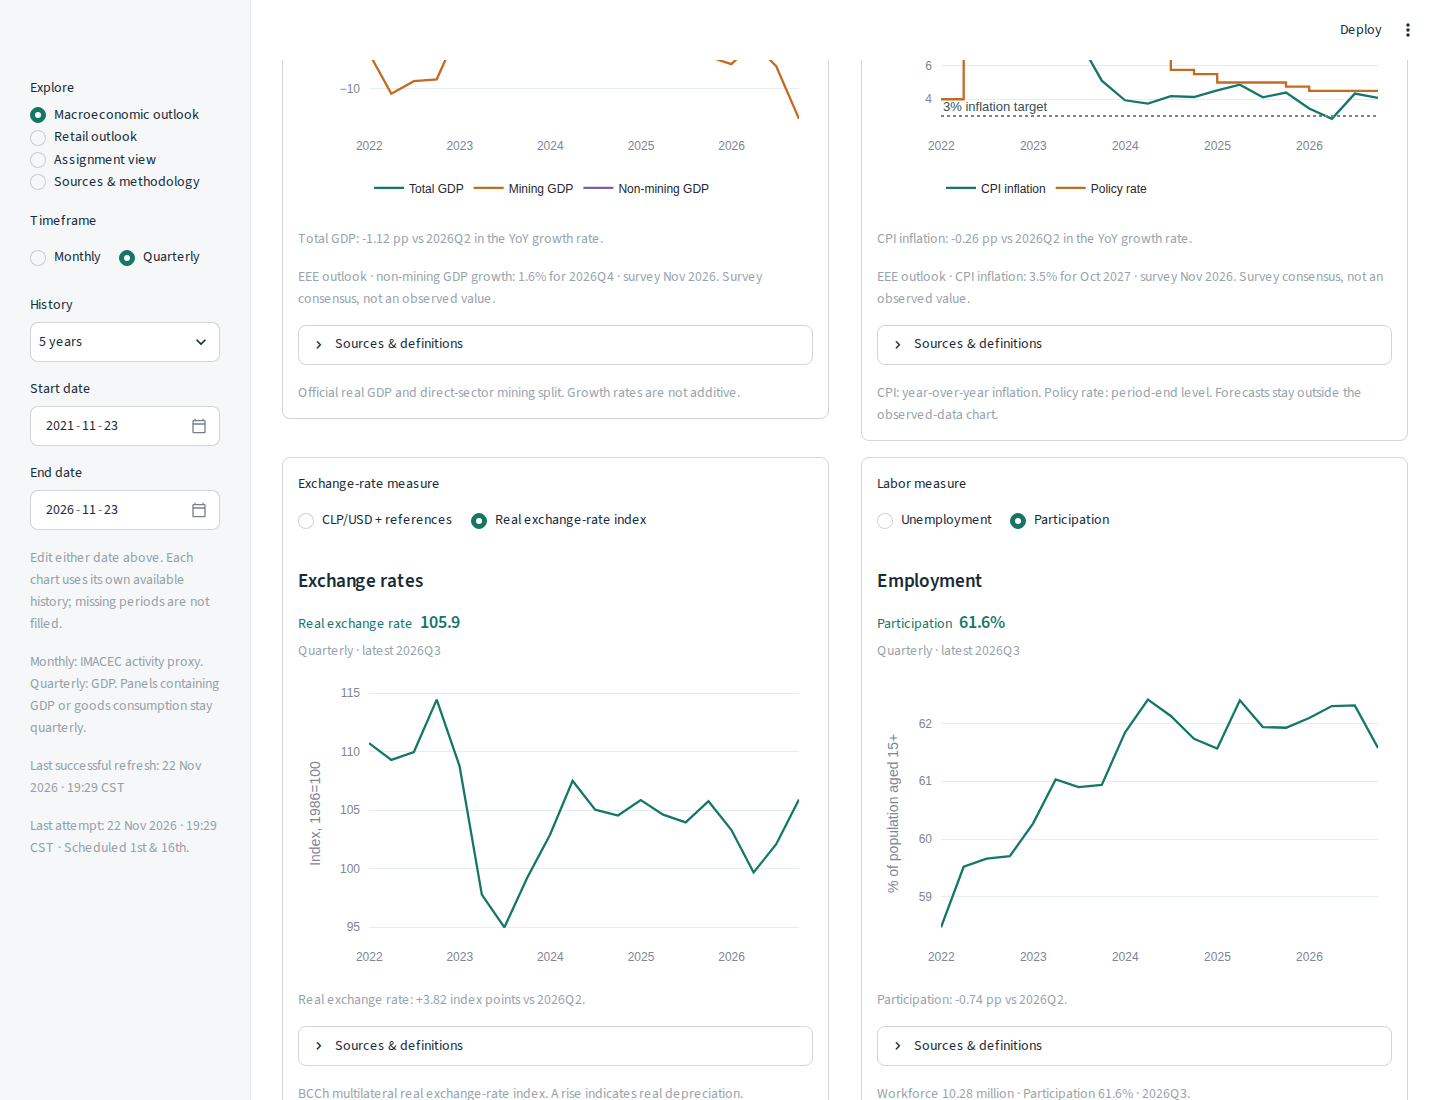 Deploy
Explore
Macroeconomic outlook
Retail outlook
Assignment view
Sources & methodology
Timeframe
Monthly
Quarterly
History
5 years
Start date
2021-11-23
End date
2026-11-23
Edit either date above. Each
chart uses its own available
history; missing periods are not
filled.
Monthly: IMACEC activity proxy.
Quarterly: GDP. Panels containing
GDP or goods consumption stay
quarterly.
Last successful refresh: 22 Nov
2026 · 19:29 CST
Last attempt: 22 Nov 2026 · 19:29
CST · Scheduled 1st & 16th.
−10
2022 2023 2024 2025 2026
Total GDP Mining GDP Non-mining GDP
Total GDP: -1.12 pp vs 2026Q2 in the YoY growth rate.
EEE outlook · non-mining GDP growth: 1.6% for 2026Q4 · survey Nov 2026. Survey
consensus, not an observed value.
Sources & definitions
Official real GDP and direct-sector mining split. Growth rates are not additive.
6
4
3% inflation target
2022 2023 2024 2025 2026
CPI inflation Policy rate
CPI inflation: -0.26 pp vs 2026Q2 in the YoY growth rate.
EEE outlook · CPI inflation: 3.5% for Oct 2027 · survey Nov 2026. Survey consensus, not an
observed value.
Sources & definitions
CPI: year-over-year inflation. Policy rate: period-end level. Forecasts stay outside the
observed-data chart.
Exchange-rate measure
CLP/USD + references
Real exchange-rate index
Exchange rates
Real exchange rate 105.9
Quarterly · latest 2026Q3
115
110
105
100
95
Index, 1986=100
2022 2023 2024 2025 2026
Real exchange rate: +3.82 index points vs 2026Q2.
Sources & definitions
BCCh multilateral real exchange-rate index. A rise indicates real depreciation.
Labor measure
Unemployment
Participation
Employment
Participation 61.6%
Quarterly · latest 2026Q3
62
61
60
59
% of population aged 15+
2022 2023 2024 2025 2026
Participation: -0.74 pp vs 2026Q2.
Sources & definitions
Workforce 10.28 million · Participation 61.6% · 2026Q3.